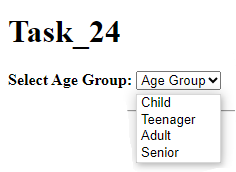 Task_24
Select Age Group: Age Group
Child
Teenager
Adult
Senior